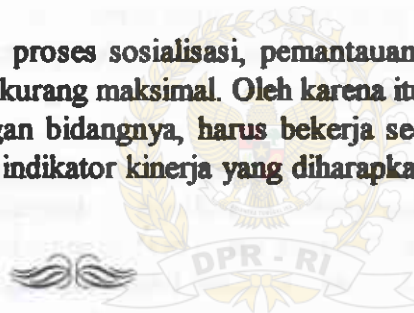 proses sosialisasi, pemantauan
kurang maksimal. Oleh karena itu
gan bidangnya, harus bekerja se
indikator kinerja yang diharapka
DPR - RI